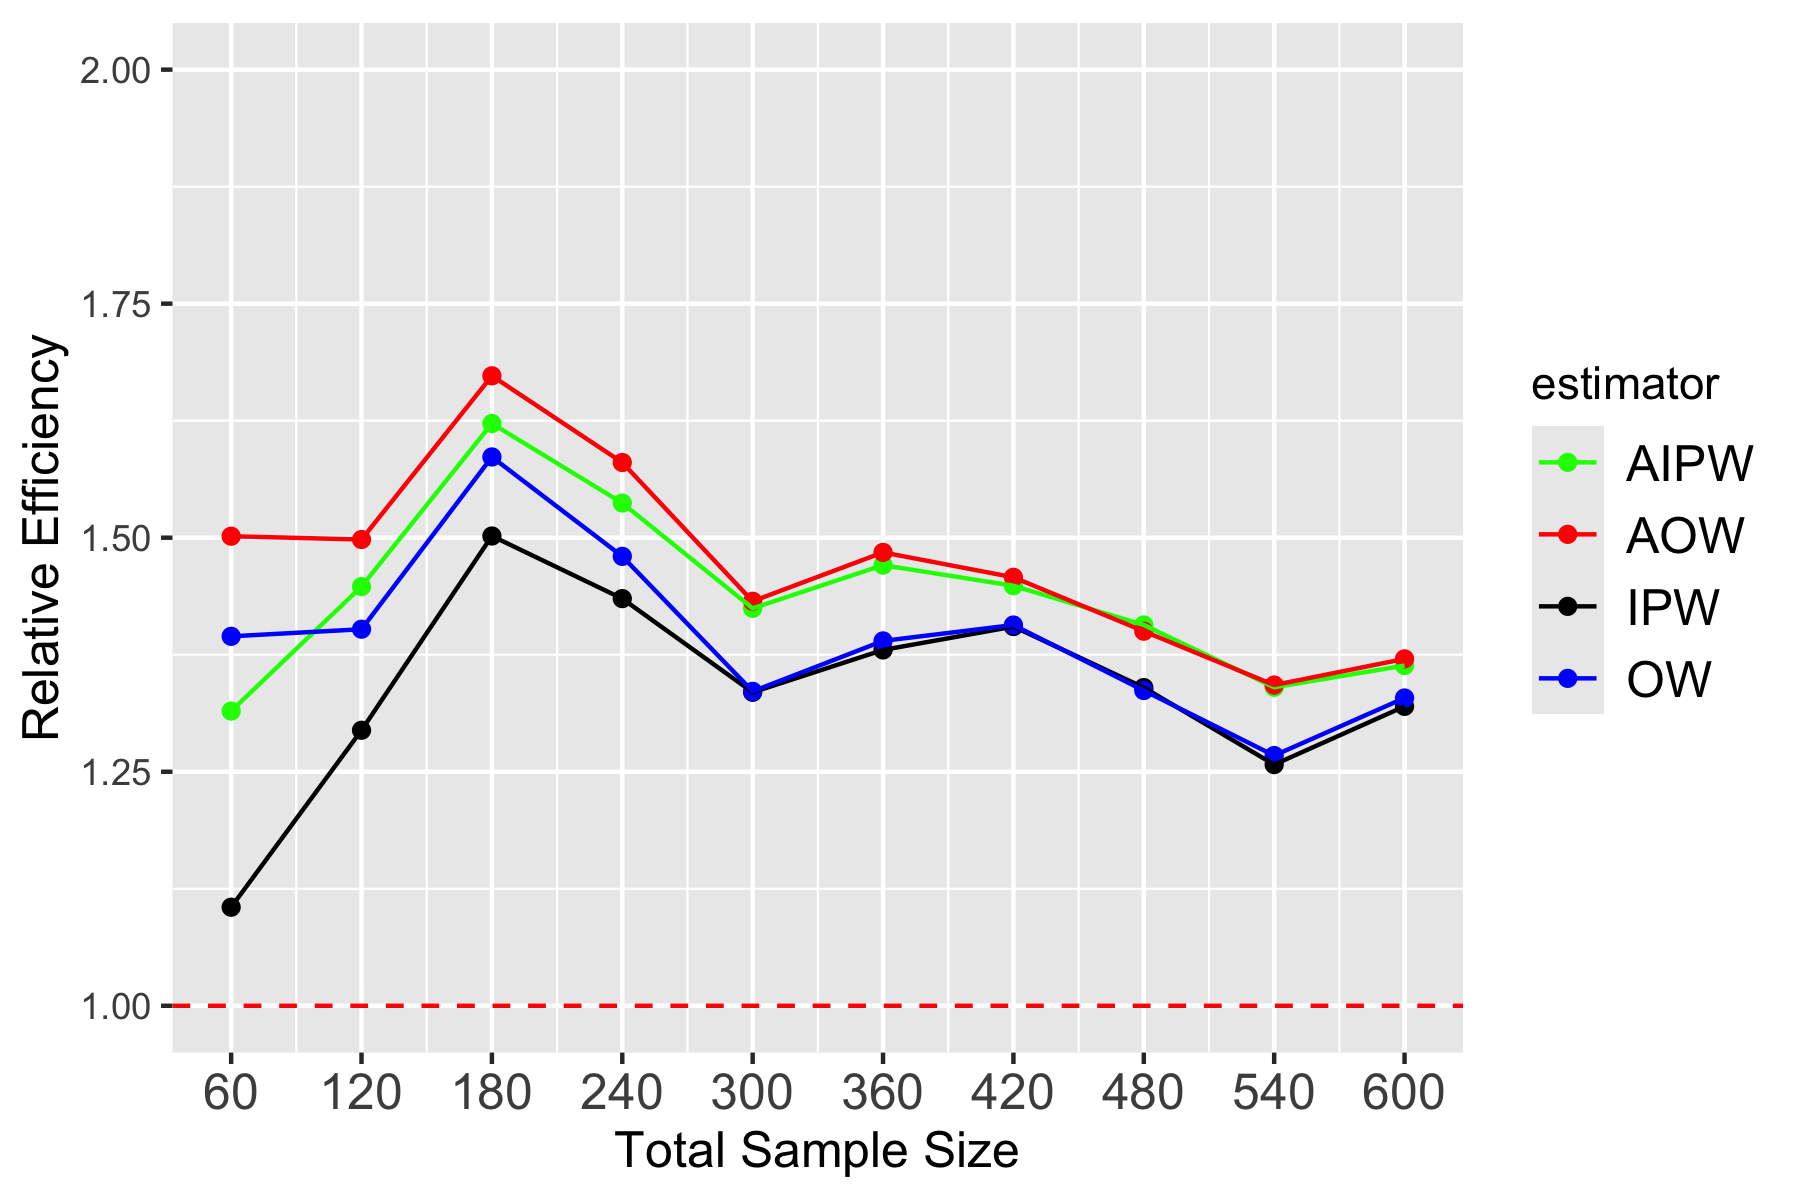 2.00
1.75
1.50
1.25
1.00
Relative Efficiency
60 120 180 240 300 360 420 480 540 600
Total Sample Size
estimator
AIPW
AOW
IPW
OW